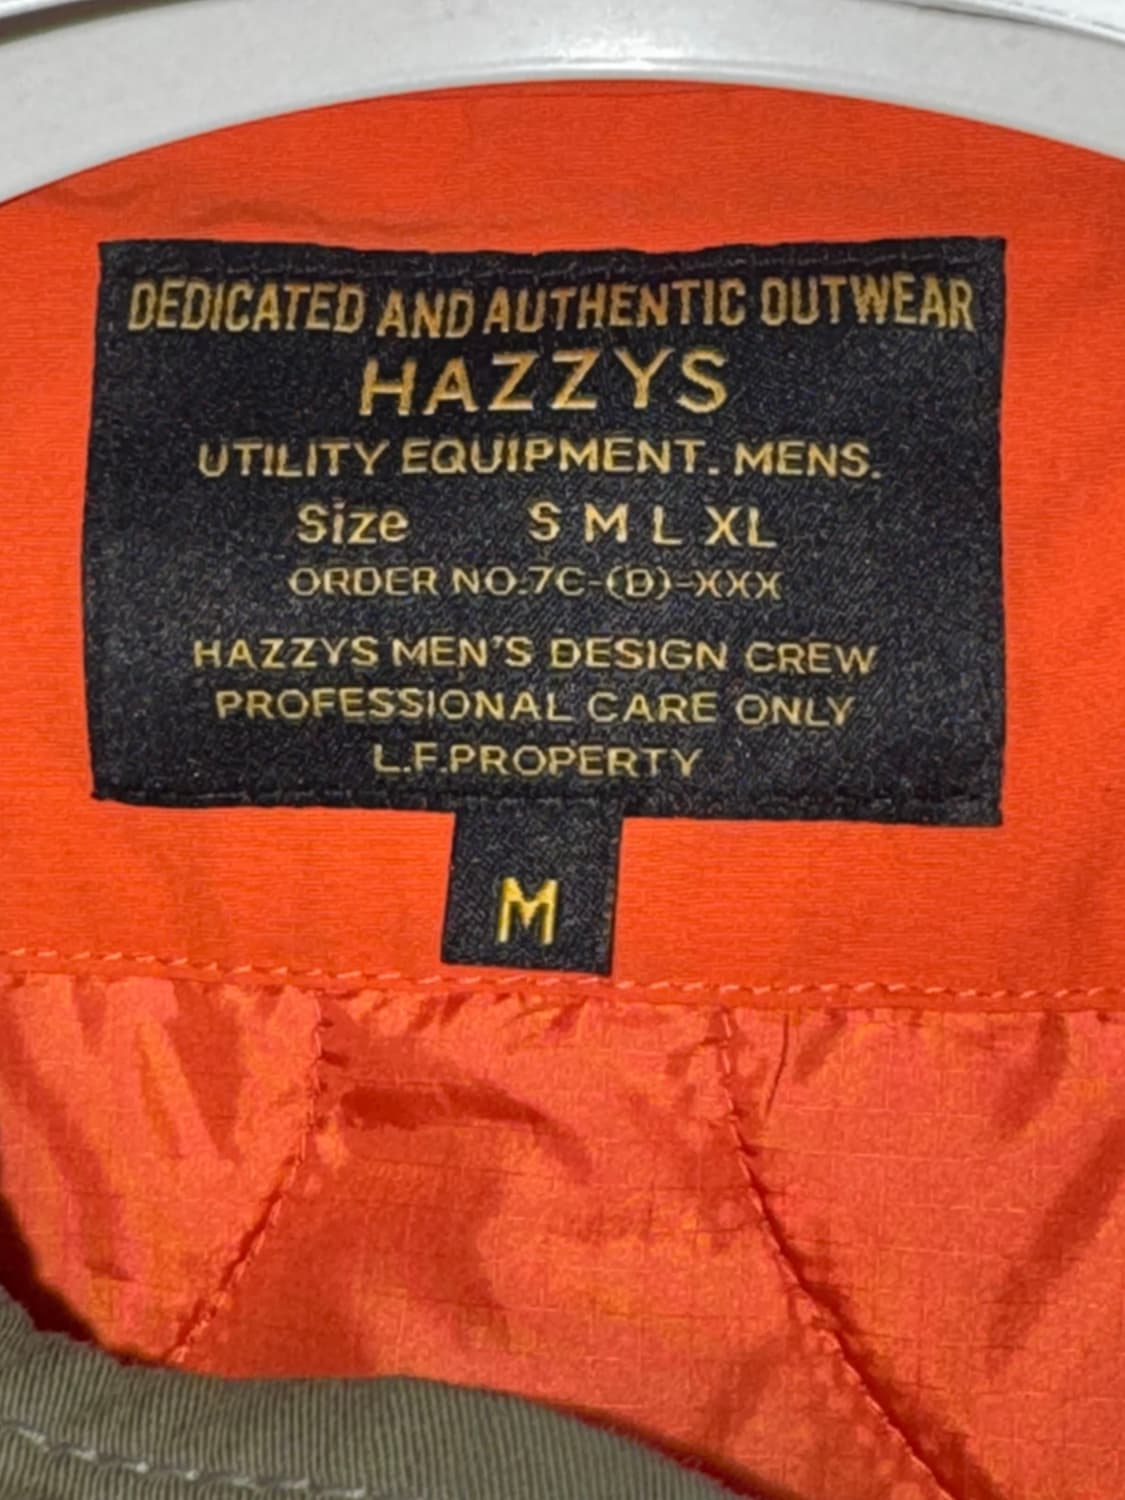 DEDICATED AND AUTHENTIC OUTWEAR
HAZZYS
UTILITY EQUIPMENT. MENS.
Size S M L XL
ORDER NO.7C-(D)-XXX
HAZZYS MEN'S DESIGN CREW
PROFESSIONAL CARE ONLY
L.F.PROPERTY
M